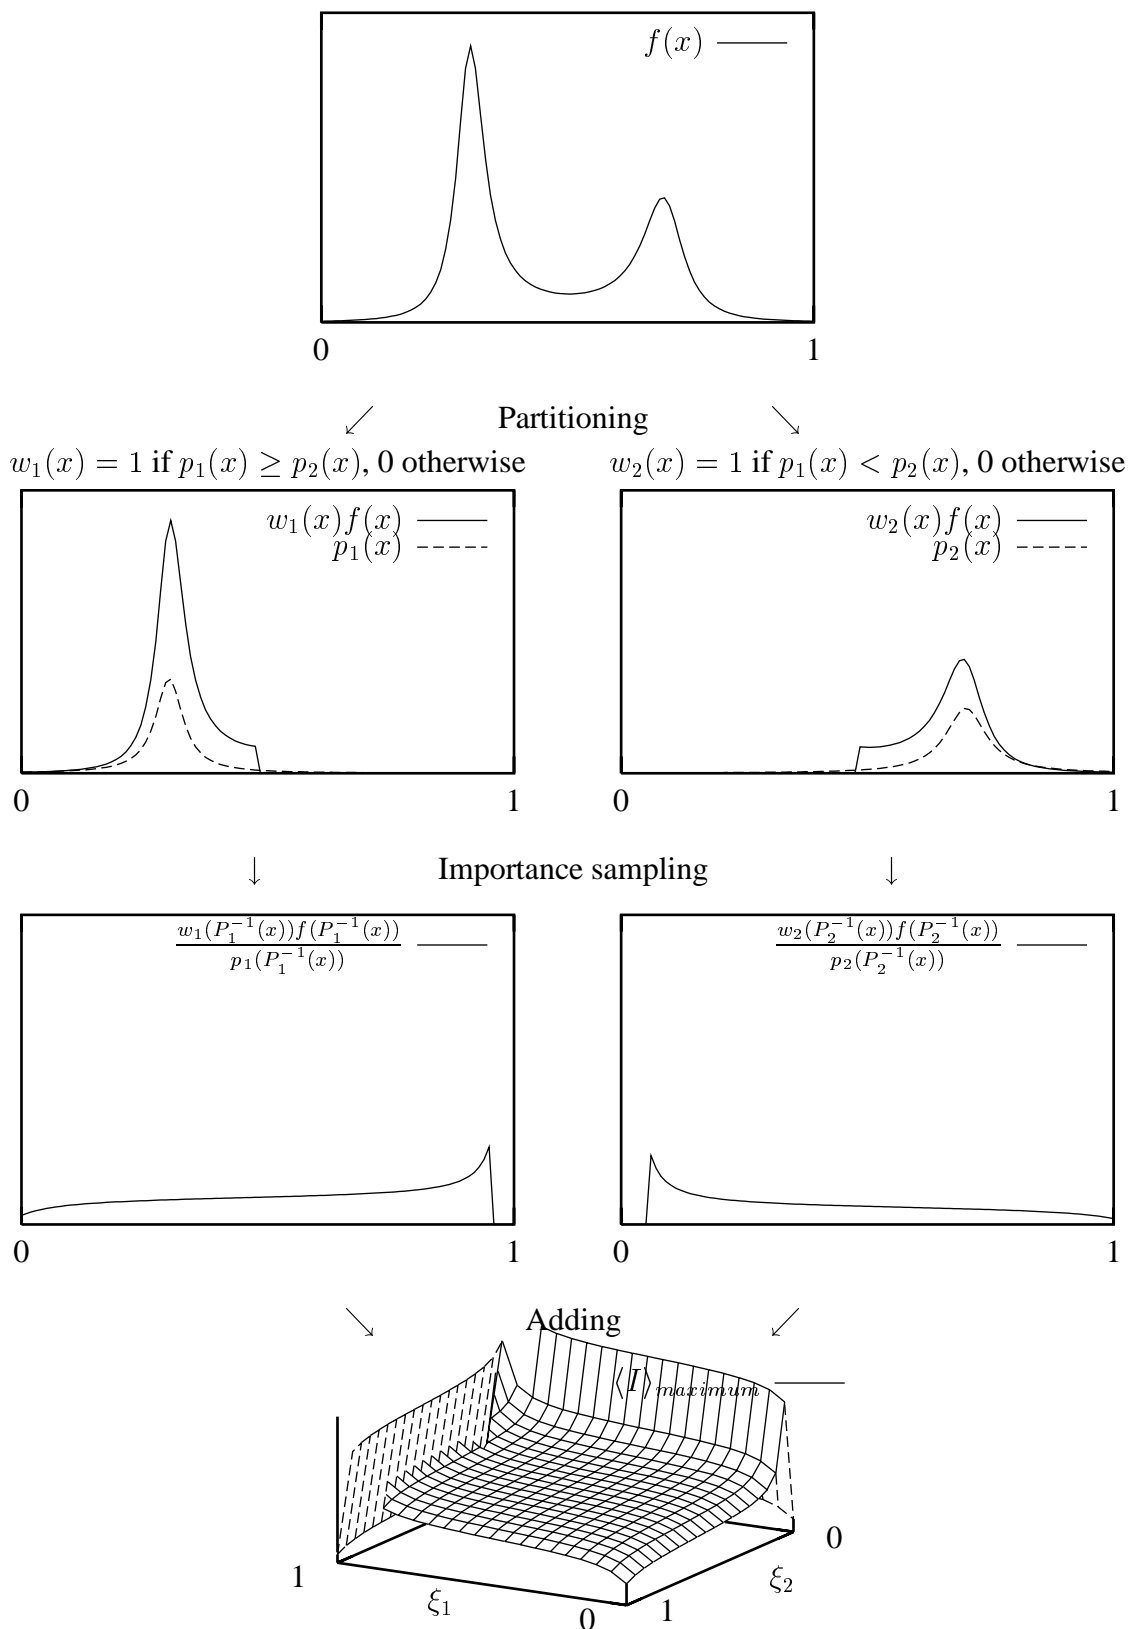 f(x)
0 1
Partitioning
w₁(x) = 1 if p₁(x) ≥ p₂(x), 0 otherwise
w₂(x) = 1 if p₁(x) < p₂(x), 0 otherwise
w₁(x)f(x)
p₁(x)
0 1
w₂(x)f(x)
p₂(x)
0 1
Importance sampling
w₁(P₁⁻¹(x))f(P₁⁻¹(x))
p₁(P₁⁻¹(x))
0 1
w₂(P₂⁻¹(x))f(P₂⁻¹(x))
p₂(P₂⁻¹(x))
0 1
Adding
⟨I⟩maximum
1
ξ₁
0
1
ξ₂
0